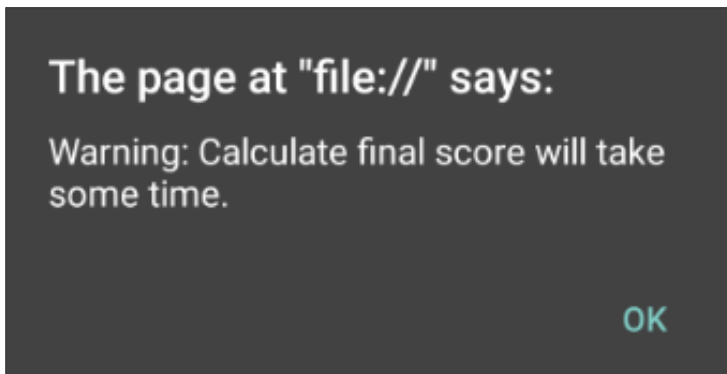 The page at "file://" says:
Warning: Calculate final score will take
some time.
OK